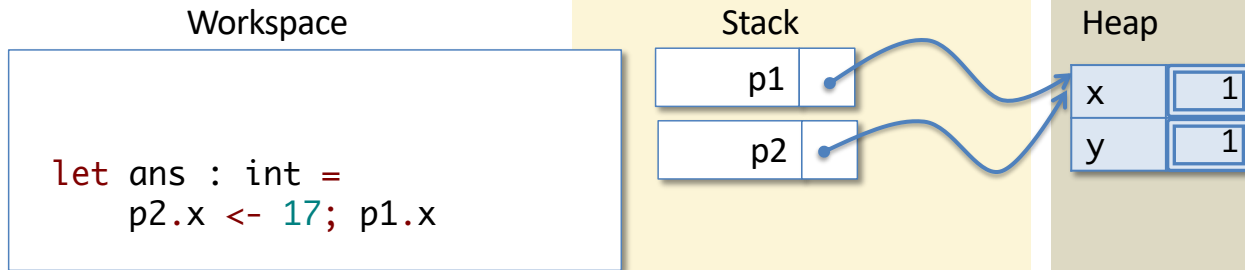 Workspace
Stack
Heap
let ans : int =
p2.x <- 17; p1.x
p1
p2
x 1
y 1